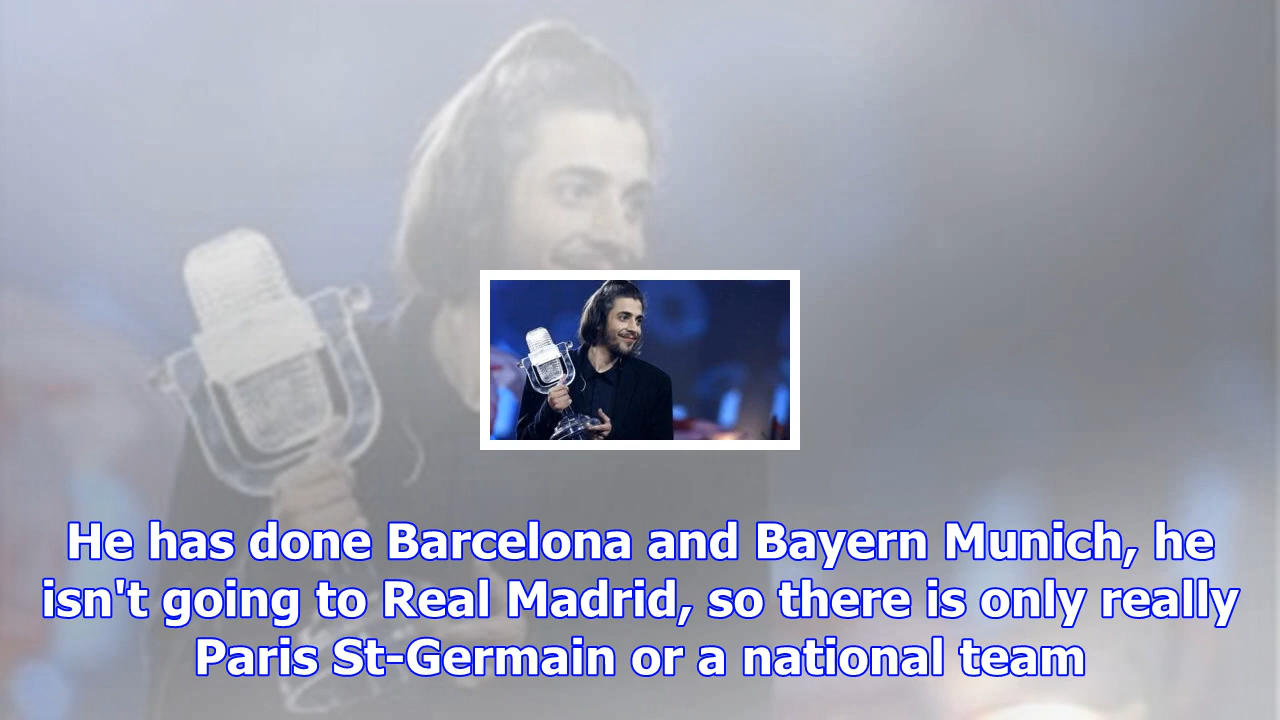 He has done Barcelona and Bayern Munich, he
isn't going to Real Madrid, so there is only really
Paris St-Germain or a national team